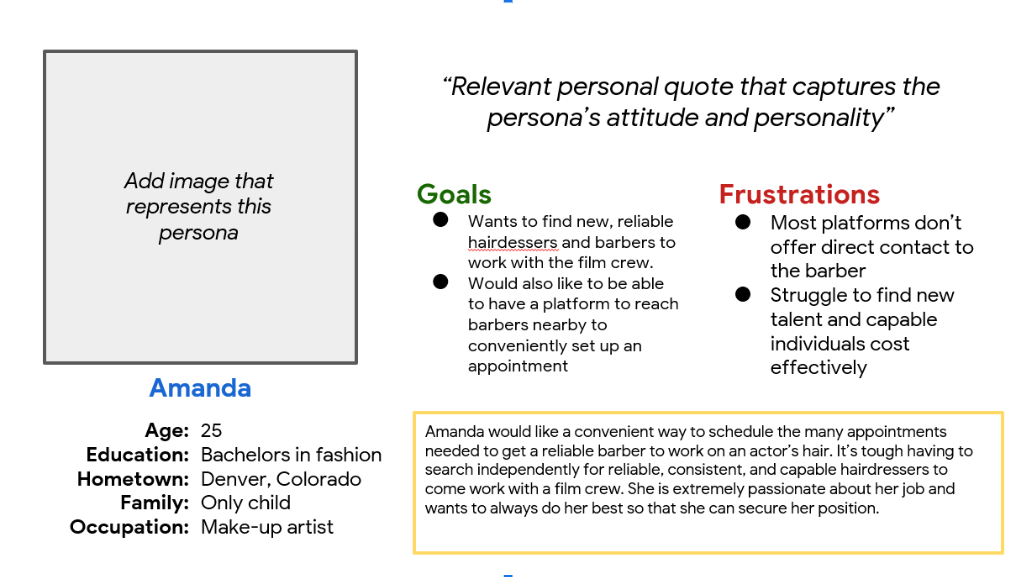 Add image that
represents this
persona
Amanda
Age: 25
Education: Bachelors in fashion
Hometown: Denver, Colorado
Family: Only child
Occupation: Make-up artist
“Relevant personal quote that captures the
persona’s attitude and personality”
Goals
● Wants to find new, reliable
hairdessers and barbers to
work with the film crew.
● Would also like to be able
to have a platform to reach
barbers nearby to
conveniently set up an
appointment
Frustrations
● Most platforms don’t
offer direct contact to
the barber
● Struggle to find new
talent and capable
individuals cost
effectively
Amanda would like a convenient way to schedule the many appointments
needed to get a reliable barber to work on an actor’s hair. It’s tough having to
search independently for reliable, consistent, and capable hairdressers to
come work with a film crew. She is extremely passionate about her job and
wants to always do her best so that she can secure her position.